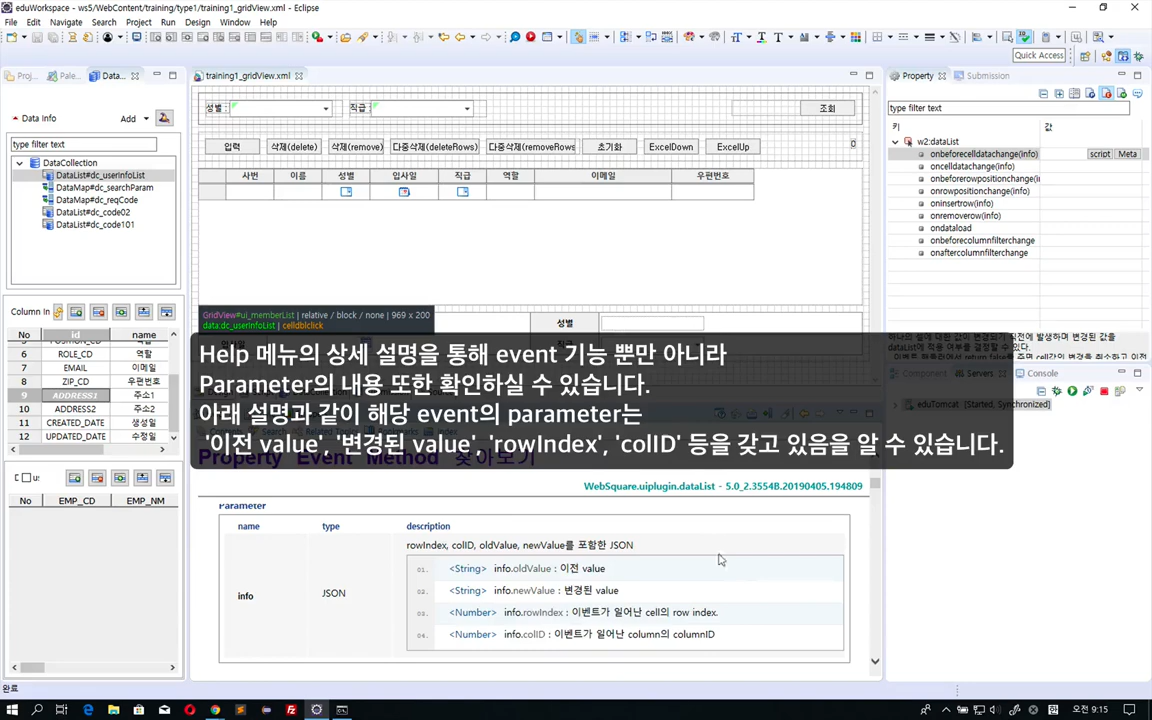 eduWorkspace - ws5/WebContent/training/type1/training1_gridView.xml - Eclipse
File Edit Navigate Search Project Run Design Window Help
Quick Access
Proj... Pale... Data...
training1_gridView.xml
Property Submission
Data Info Add
type filter text
DataCollection
DataList#dc_userInfoList
DataMap#dc_searchParam
DataMap#dc_reqCode
DataList#dc_code02
DataList#dc_code101
성별 : 직급 : 조회
입력 삭제(delete) 삭제(remove) 다중삭제(deleteRows) 다중삭제(removeRows 초기화 ExcelDown ExcelUp 0
사번 이름 성별 입사일 직급 역할 이메일 우편번호
GridView#ui_memberList | relative / block / none | 969 x 200
data:dc_userInfoList | celldblclick
성별
type filter text
키 값
w2:dataList
onbeforecelldatachange(info) script Meta
oncelldatachange(info)
onbeforerowpositionchange(in
onrowpositionchange(info)
oninsertrow(info)
onremoverow(info)
ondataload
onbeforecolumnfilterchange
onaftercolumnfilterchange
Servers Console
eduTomcat [Started, Synchronized]
Column In
No id name
6 ROLE_CD 역할
7 EMAIL 이메일
8 ZIP_CD 우편번호
9 ADDRESS1 주소1
10 ADDRESS2 주소2
11 CREATED_DATE 생성일
12 UPDATED_DATE 수정일
No EMP_CD EMP_NM
Help 메뉴의 상세 설명을 통해 event 기능 뿐만 아니라
Parameter의 내용 또한 확인하실 수 있습니다.
아래 설명과 같이 해당 event의 parameter는
'이전 value', '변경된 value', 'rowIndex', 'colID' 등을 갖고 있음을 알 수 있습니다.
Property Event Method 찾아보기
WebSquare.uiplugin.dataList - 5.0_2.3554B.20190405.194809
Parameter
name type description
rowIndex, colID, oldValue, newValue를 포함한 JSON
info JSON
01. <String> info.oldValue : 이전 value
02. <String> info.newValue : 변경된 value
03. <Number> info.rowIndex : 이벤트가 일어난 cell의 row index.
04. <Number> info.colID : 이벤트가 일어난 column의 columnID
완료
오전 9:15